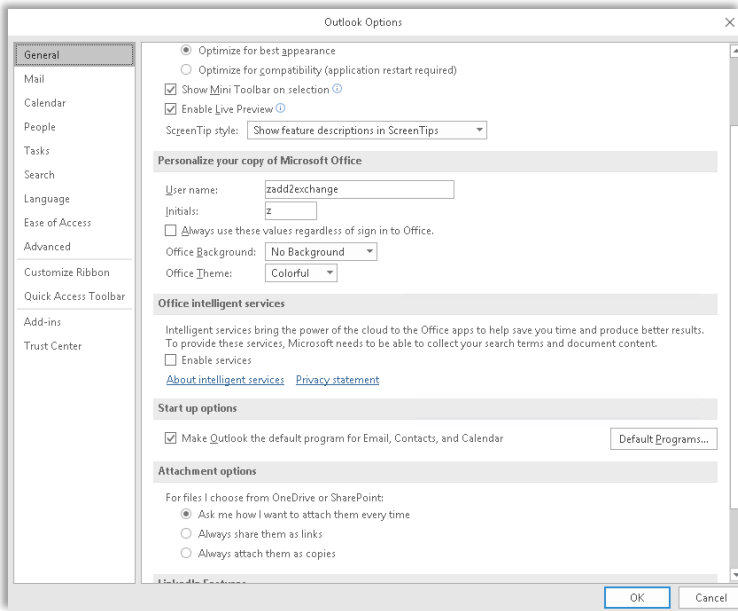 Outlook Options
General
Mail
Calendar
People
Tasks
Search
Language
Ease of Access
Advanced
Customize Ribbon
Quick Access Toolbar
Add-ins
Trust Center
Optimize for best appearance
Optimize for compatibility (application restart required)
Show Mini Toolbar on selection
Enable Live Preview
ScreenTip style: Show feature descriptions in ScreenTips
Personalize your copy of Microsoft Office
User name: zadd2exchange
Initials: z
Always use these values regardless of sign in to Office.
Office Background: No Background
Office Theme: Colorful
Office intelligent services
Intelligent services bring the power of the cloud to the Office apps to help save you time and produce better results.
To provide these services, Microsoft needs to be able to collect your search terms and document content.
Enable services
About intelligent services Privacy statement
Start up options
Make Outlook the default program for Email, Contacts, and Calendar Default Programs...
Attachment options
For files I choose from OneDrive or SharePoint:
Ask me how I want to attach them every time
Always share them as links
Always attach them as copies
LinkedIn Features
OK Cancel